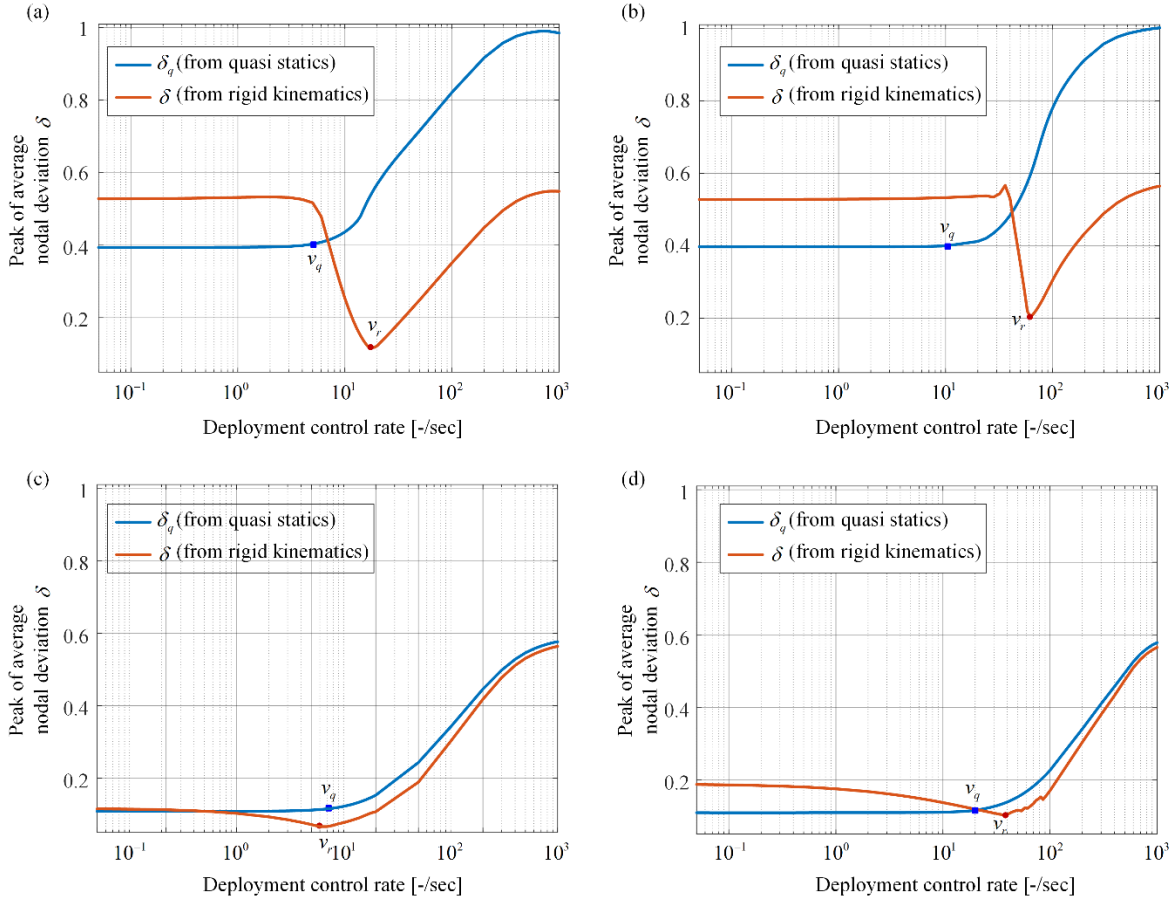 (a)
1
0.8
0.6
0.4
0.2
Peak of average
nodal deviation δ
δq (from quasi statics)
δ (from rigid kinematics)
vq
vr
10⁻¹ 10⁰ 10¹ 10² 10³
Deployment control rate [-/sec]
(b)
1
0.8
0.6
0.4
0.2
Peak of average
nodal deviation δ
δq (from quasi statics)
δ (from rigid kinematics)
vq
vr
10⁻¹ 10⁰ 10¹ 10² 10³
Deployment control rate [-/sec]
(c)
1
0.8
0.6
0.4
0.2
Peak of average
nodal deviation δ
δq (from quasi statics)
δ (from rigid kinematics)
vq
vr
10⁻¹ 10⁰ 10¹ 10² 10³
Deployment control rate [-/sec]
(d)
1
0.8
0.6
0.4
0.2
Peak of average
nodal deviation δ
δq (from quasi statics)
δ (from rigid kinematics)
vq
vr
10⁻¹ 10⁰ 10¹ 10² 10³
Deployment control rate [-/sec]